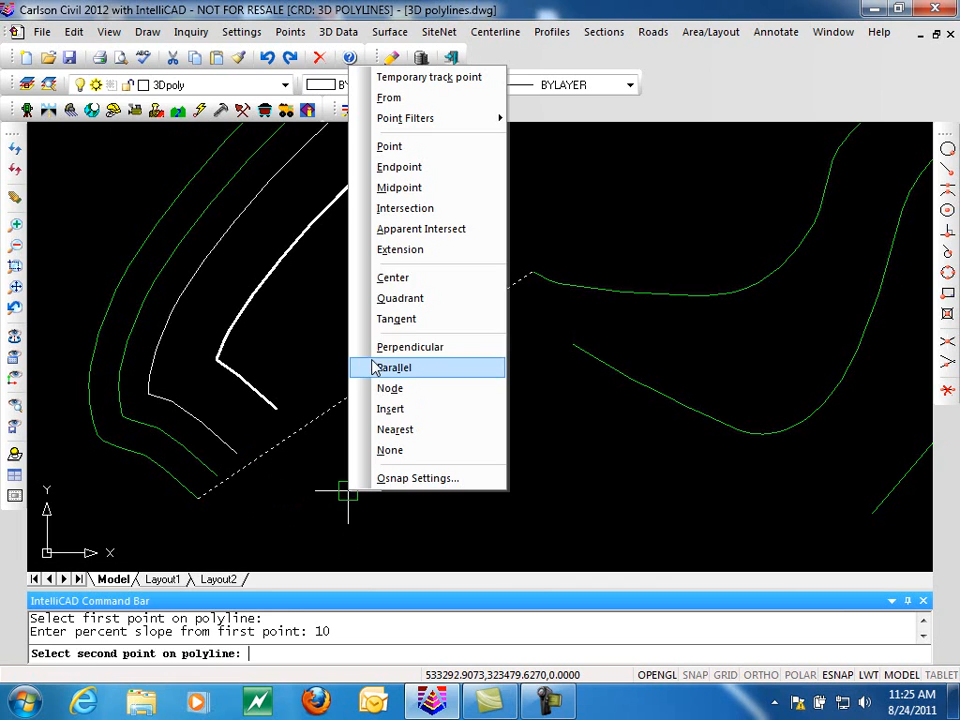 Carlson Civil 2012 with IntelliCAD - NOT FOR RESALE [CRD: 3D POLYLINES] - [3D polylines.dwg]
File Edit View Draw Inquiry Settings Points 3D Data Surface SiteNet Centerline Profiles Sections Roads Area/Layout Annotate Window Help
3Dpoly
BYLAYER
Temporary track point
From
Point Filters
Point
Endpoint
Midpoint
Intersection
Apparent Intersect
Extension
Center
Quadrant
Tangent
Perpendicular
Parallel
Node
Insert
Nearest
None
Osnap Settings...
Y
X
Model Layout1 Layout2
IntelliCAD Command Bar
Select first point on polyline:
Enter percent slope from first point: 10
Select second point on polyline:
533292.9073,323479.6270,0.0000 OPENGL SNAP GRID ORTHO POLAR ESNAP LWT MODEL TABLET
11:25 AM
8/24/2011